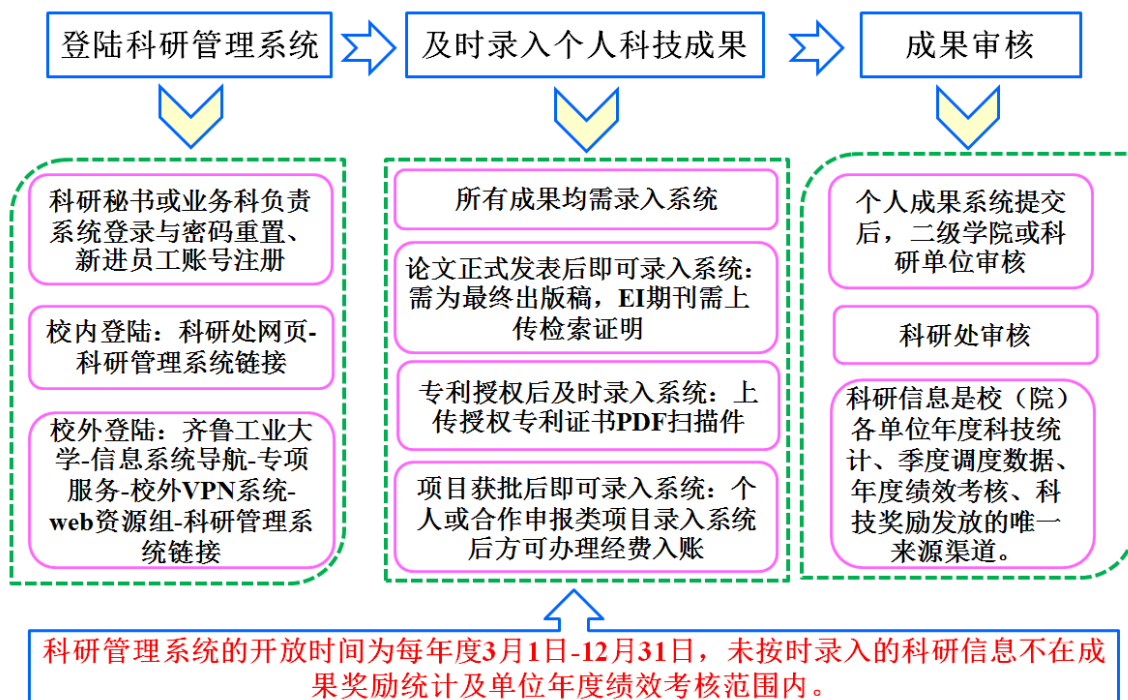 登陆科研管理系统
及时录入个人科技成果
成果审核
科研秘书或业务科负责
系统登录与密码重置、
新进员工账号注册
校内登陆：科研处网页-
科研管理系统链接
校外登陆：齐鲁工业大
学-信息系统导航-专项
服务-校外VPN系统-
web资源组-科研管理系
统链接
所有成果均需录入系统
论文正式发表后即可录入系统：
需为最终出版稿，EI期刊需上
传检索证明
专利授权后及时录入系统：上
传授权专利证书PDF扫描件
项目获批后即可录入系统：个
人或合作申报类项目录入系统
后方可办理经费入账
个人成果系统提交
后，二级学院或科
研单位审核
科研处审核
科研信息是校（院）
各单位年度科技统
计、季度调度数据、
年度绩效考核、科
技奖励发放的唯一
来源渠道。
科研管理系统的开放时间为每年度3月1日-12月31日，未按时录入的科研信息不在成
果奖励统计及单位年度绩效考核范围内。